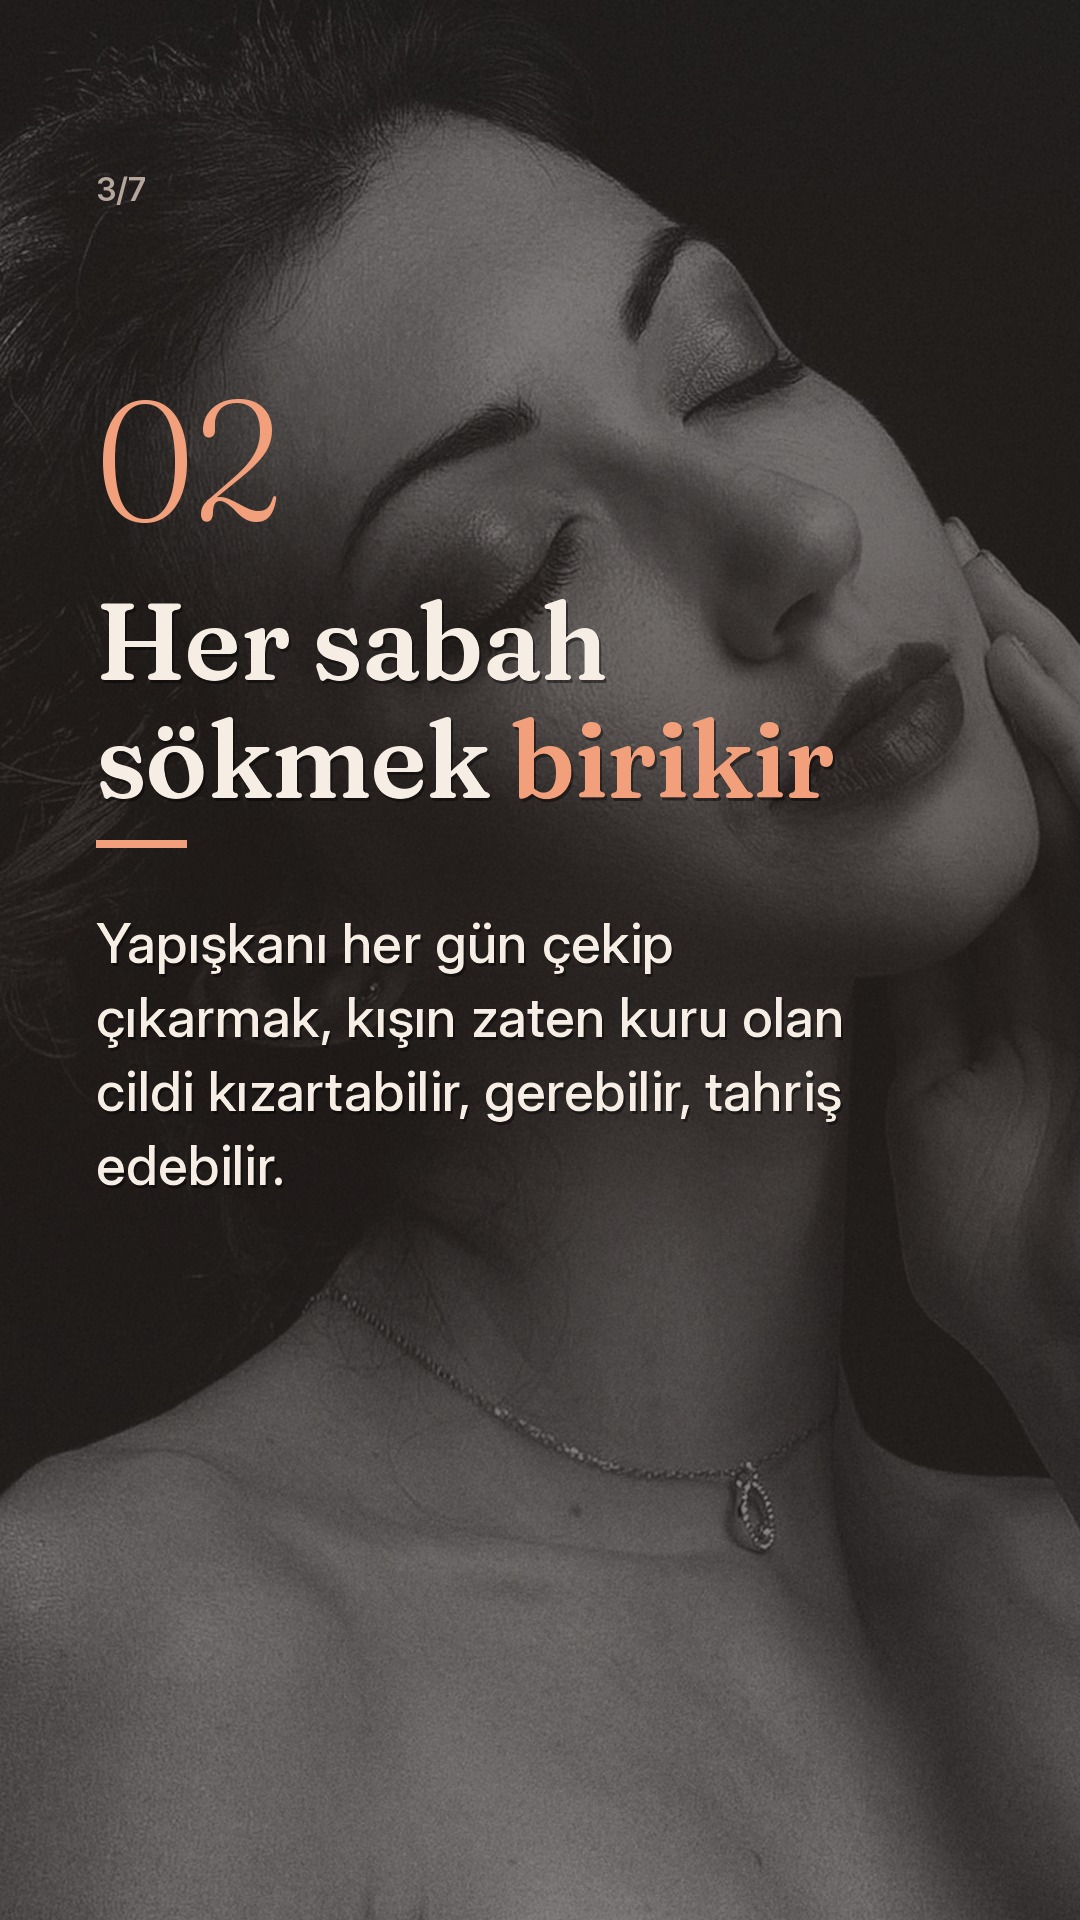 3/7
02
Her sabah
sökmek birikir
Yapışkanı her gün çekip
çıkarmak, kışın zaten kuru olan
cildi kızartabilir, gerebilir, tahriş
edebilir.